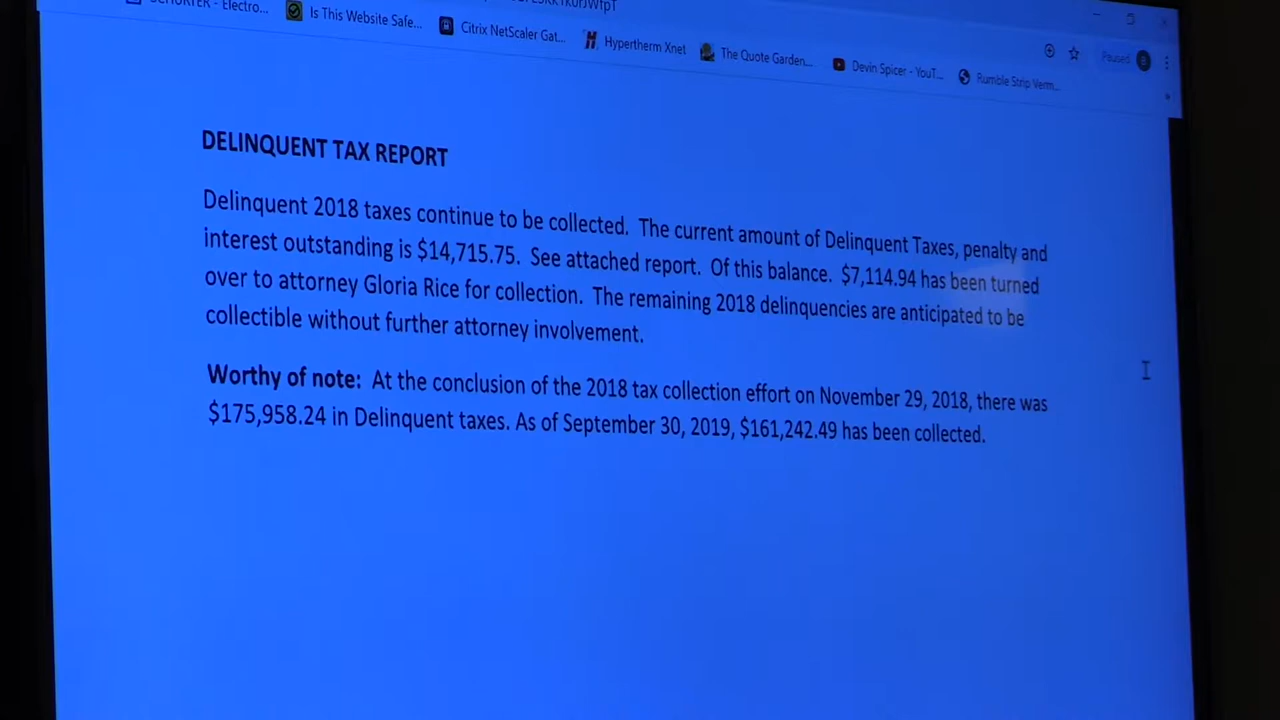 - Electro...
Is This Website Safe...
Citrix NetScaler Gat...
Hypertherm Xnet
The Quote Garden...
Devin Spicer - YouT...
Rumble Strip Verm...
Paused
DELINQUENT TAX REPORT
Delinquent 2018 taxes continue to be collected. The current amount of Delinquent Taxes, penalty and
interest outstanding is $14,715.75. See attached report. Of this balance. $7,114.94 has been turned
over to attorney Gloria Rice for collection. The remaining 2018 delinquencies are anticipated to be
collectible without further attorney involvement.
Worthy of note: At the conclusion of the 2018 tax collection effort on November 29, 2018, there was
$175,958.24 in Delinquent taxes. As of September 30, 2019, $161,242.49 has been collected.